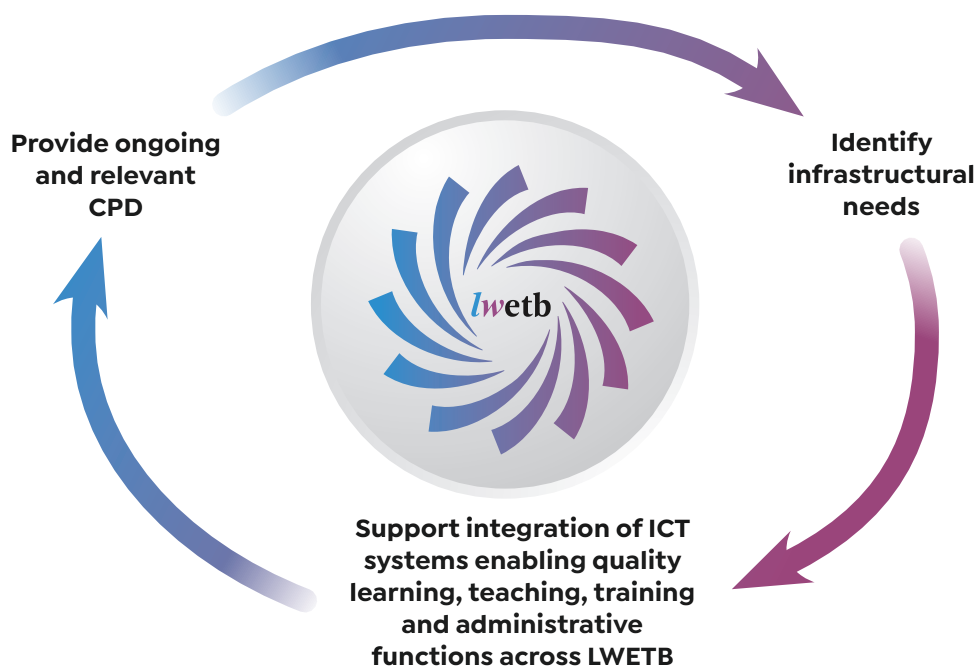 Provide ongoing
and relevant
CPD
Identify
infrastructural
needs
lwetb
Support integration of ICT
systems enabling quality
learning, teaching, training
and administrative
functions across LWETB